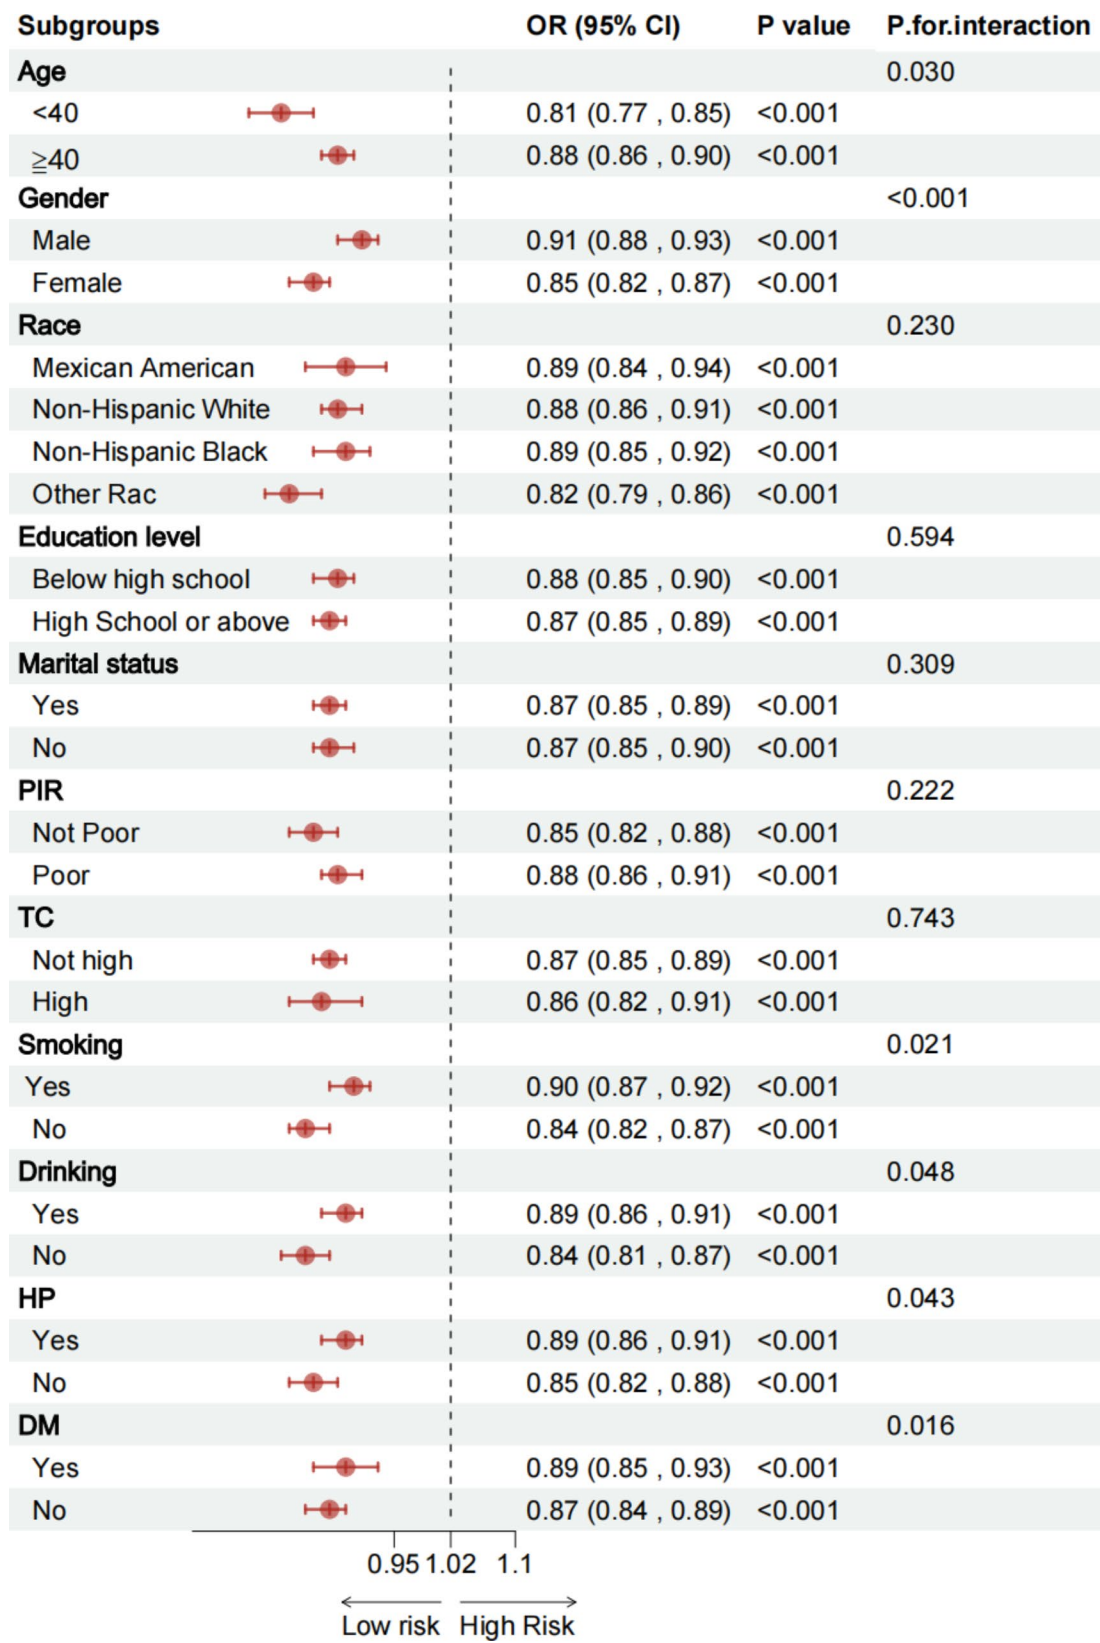 Subgroups OR (95% CI) P value P.for.interaction
Age 0.030
<40 0.81 (0.77 , 0.85) <0.001
≧40 0.88 (0.86 , 0.90) <0.001
Gender <0.001
Male 0.91 (0.88 , 0.93) <0.001
Female 0.85 (0.82 , 0.87) <0.001
Race 0.230
Mexican American 0.89 (0.84 , 0.94) <0.001
Non-Hispanic White 0.88 (0.86 , 0.91) <0.001
Non-Hispanic Black 0.89 (0.85 , 0.92) <0.001
Other Rac 0.82 (0.79 , 0.86) <0.001
Education level 0.594
Below high school 0.88 (0.85 , 0.90) <0.001
High School or above 0.87 (0.85 , 0.89) <0.001
Marital status 0.309
Yes 0.87 (0.85 , 0.89) <0.001
No 0.87 (0.85 , 0.90) <0.001
PIR 0.222
Not Poor 0.85 (0.82 , 0.88) <0.001
Poor 0.88 (0.86 , 0.91) <0.001
TC 0.743
Not high 0.87 (0.85 , 0.89) <0.001
High 0.86 (0.82 , 0.91) <0.001
Smoking 0.021
Yes 0.90 (0.87 , 0.92) <0.001
No 0.84 (0.82 , 0.87) <0.001
Drinking 0.048
Yes 0.89 (0.86 , 0.91) <0.001
No 0.84 (0.81 , 0.87) <0.001
HP 0.043
Yes 0.89 (0.86 , 0.91) <0.001
No 0.85 (0.82 , 0.88) <0.001
DM 0.016
Yes 0.89 (0.85 , 0.93) <0.001
No 0.87 (0.84 , 0.89) <0.001
0.95 1.02 1.1
Low risk High Risk